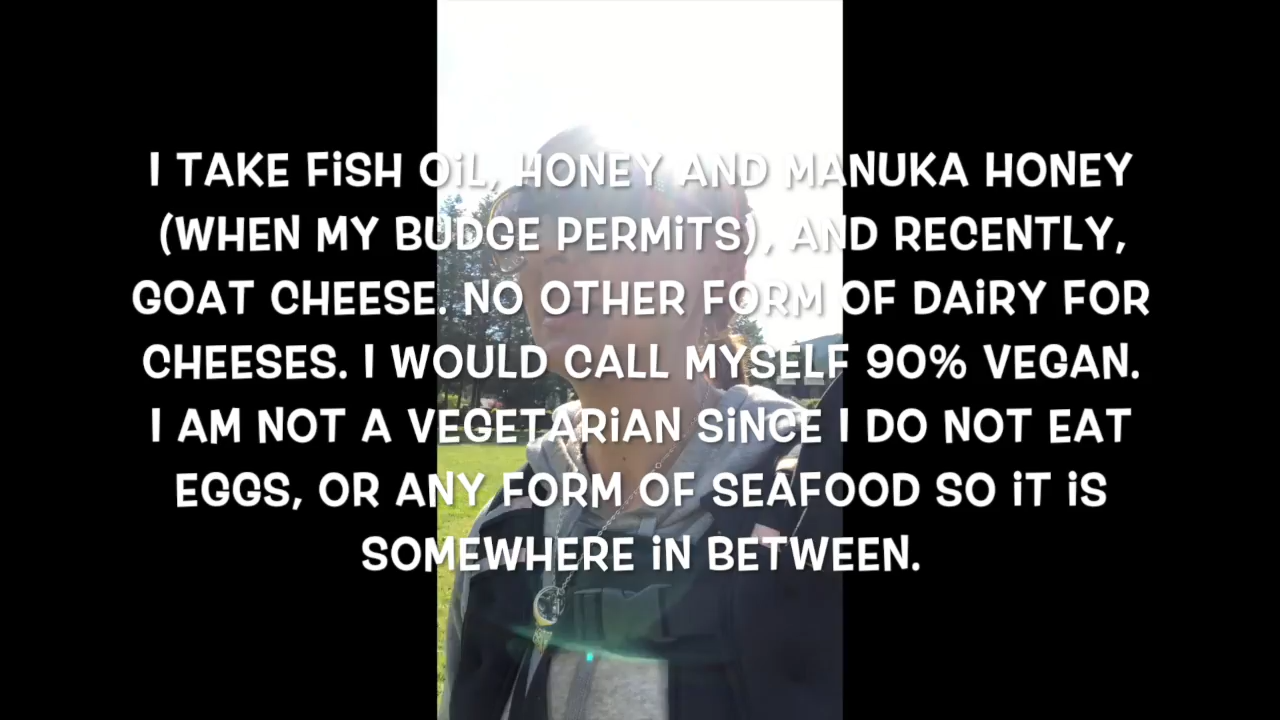 I TAKE FISH OIL, HONEY AND MANUKA HONEY
(WHEN MY BUDGE PERMITS), AND RECENTLY,
GOAT CHEESE. NO OTHER FORM OF DAIRY FOR
CHEESES. I WOULD CALL MYSELF 90% VEGAN.
I AM NOT A VEGETARIAN SINCE I DO NOT EAT
EGGS, OR ANY FORM OF SEAFOOD SO IT IS
SOMEWHERE IN BETWEEN.